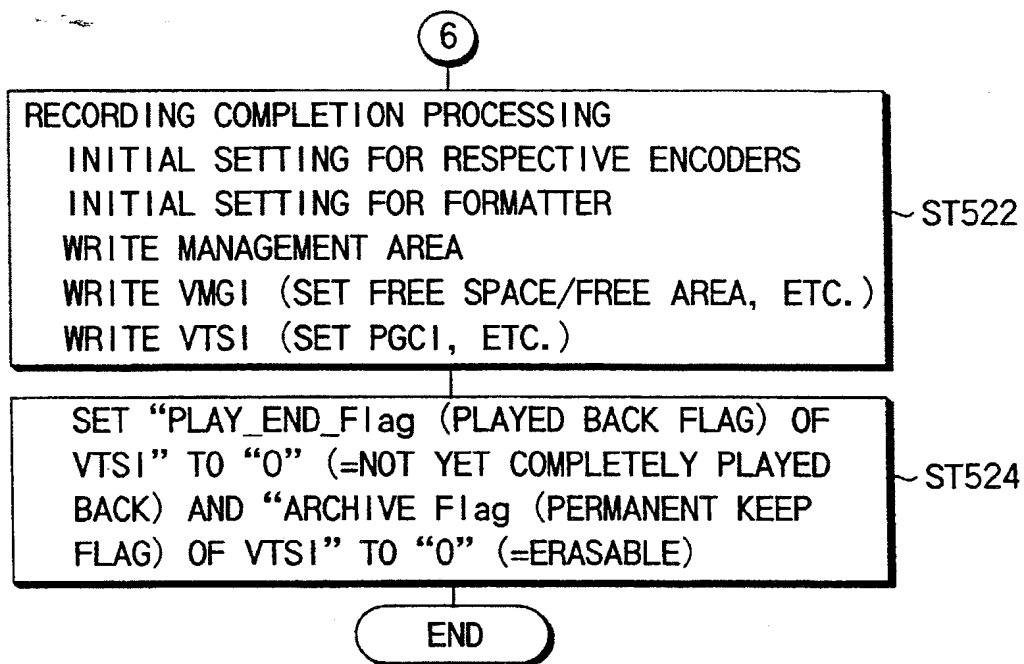 6
RECORDING COMPLETION PROCESSING
INITIAL SETTING FOR RESPECTIVE ENCODERS
INITIAL SETTING FOR FORMATTER
WRITE MANAGEMENT AREA
WRITE VMGI (SET FREE SPACE/FREE AREA, ETC.)
WRITE VTSI (SET PGCI, ETC.)
ST522
SET “PLAY_END_Flag (PLAYED BACK FLAG) OF
VTSI” TO “0” (=NOT YET COMPLETELY PLAYED
BACK) AND “ARCHIVE Flag (PERMANENT KEEP
FLAG) OF VTSI” TO “0” (=ERASABLE)
ST524
END